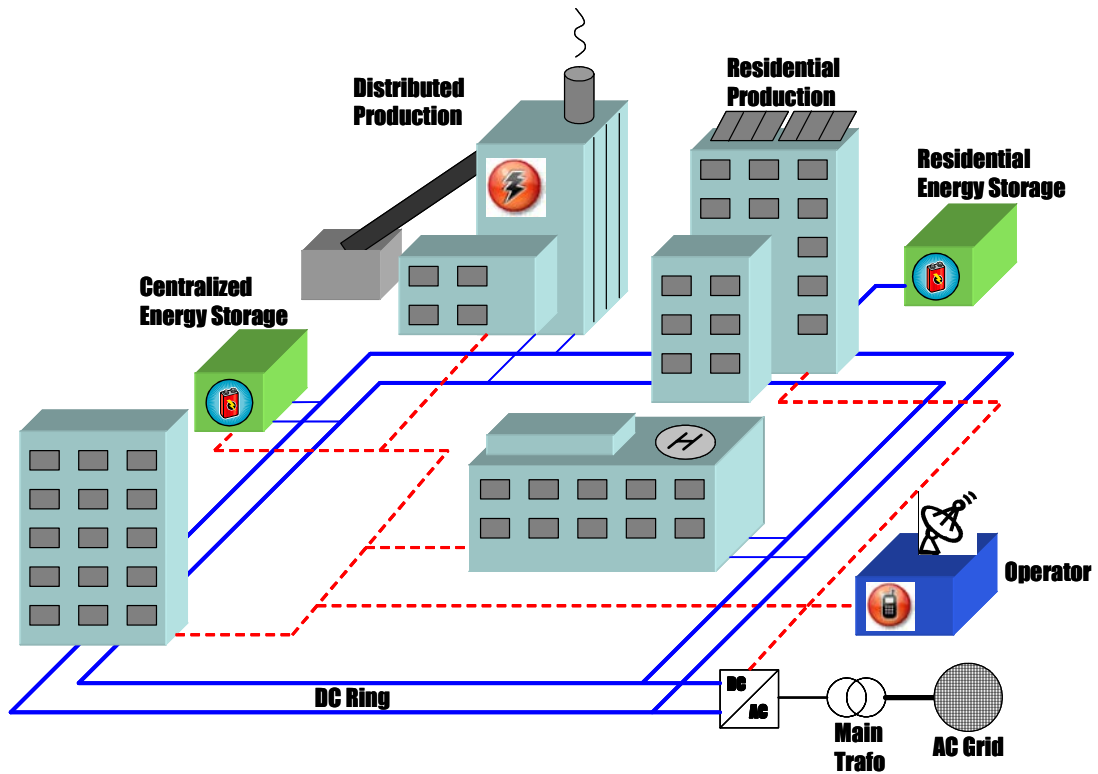 Distributed
Production
Residential
Production
Residential
Energy Storage
Centralized
Energy Storage
H
Operator
DC Ring
DC
AC
Main
Trafo
AC Grid